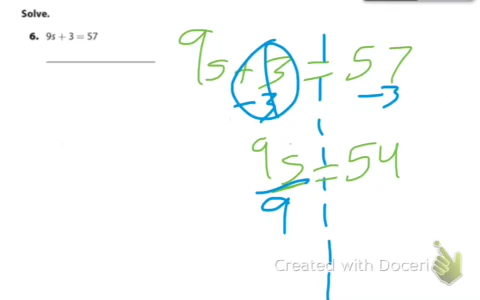 Solve.
6. 9s + 3 = 57
9s + 3 = 57
- 3 - 3
9s = 54
9
Created with Doceri